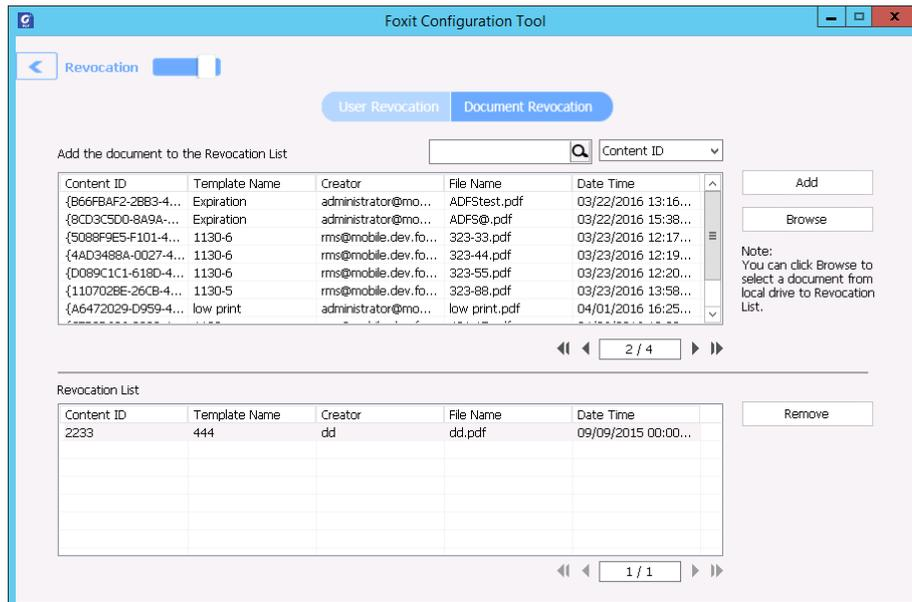 Foxit Configuration Tool
Revocation
User Revocation Document Revocation
Add the document to the Revocation List Content ID
Content ID Template Name Creator File Name Date Time
{B66FBAF2-2BB3-4... Expiration administrator@mo... ADFStest.pdf 03/22/2016 13:16...
{8CD3C5D0-8A9A-... Expiration administrator@mo... ADFS@.pdf 03/22/2016 15:38...
{5088F9E5-F101-4... 1130-6 rms@mobile.dev.fo... 323-33.pdf 03/23/2016 12:17...
{4AD3488A-0027-4... 1130-6 rms@mobile.dev.fo... 323-44.pdf 03/23/2016 12:19...
{D089C1C1-618D-4... 1130-6 rms@mobile.dev.fo... 323-55.pdf 03/23/2016 12:20...
{110702BE-26CB-4... 1130-5 rms@mobile.dev.fo... 323-88.pdf 03/23/2016 13:58...
{A6472029-D959-4... low print administrator@mo... low print.pdf 04/01/2016 16:25...
Add
Browse
Note:
You can click Browse to
select a document from
local drive to Revocation
List.
2 / 4
Revocation List
Content ID Template Name Creator File Name Date Time
2233 444 dd dd.pdf 09/09/2015 00:00...
Remove
1 / 1